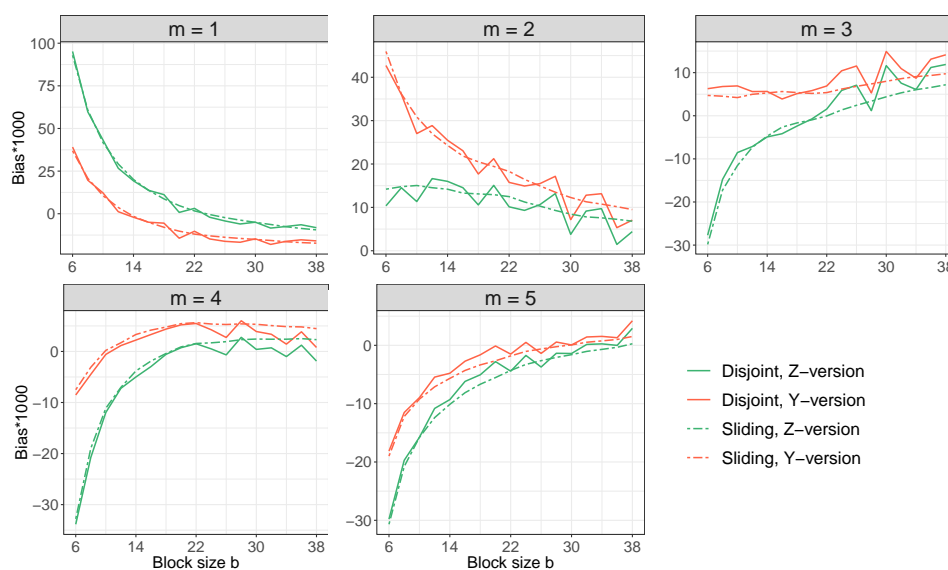 m = 1
m = 2
m = 3
Bias*1000
100
75
50
25
0
6 14 22 30 38
40
30
20
10
0
6 14 22 30 38
10
0
−10
−20
−30
6 14 22 30 38
m = 4
m = 5
Bias*1000
0
−10
−20
−30
6 14 22 30 38
Block size b
0
−10
−20
−30
6 14 22 30 38
Block size b
Disjoint, Z−version
Disjoint, Y−version
Sliding, Z−version
Sliding, Y−version